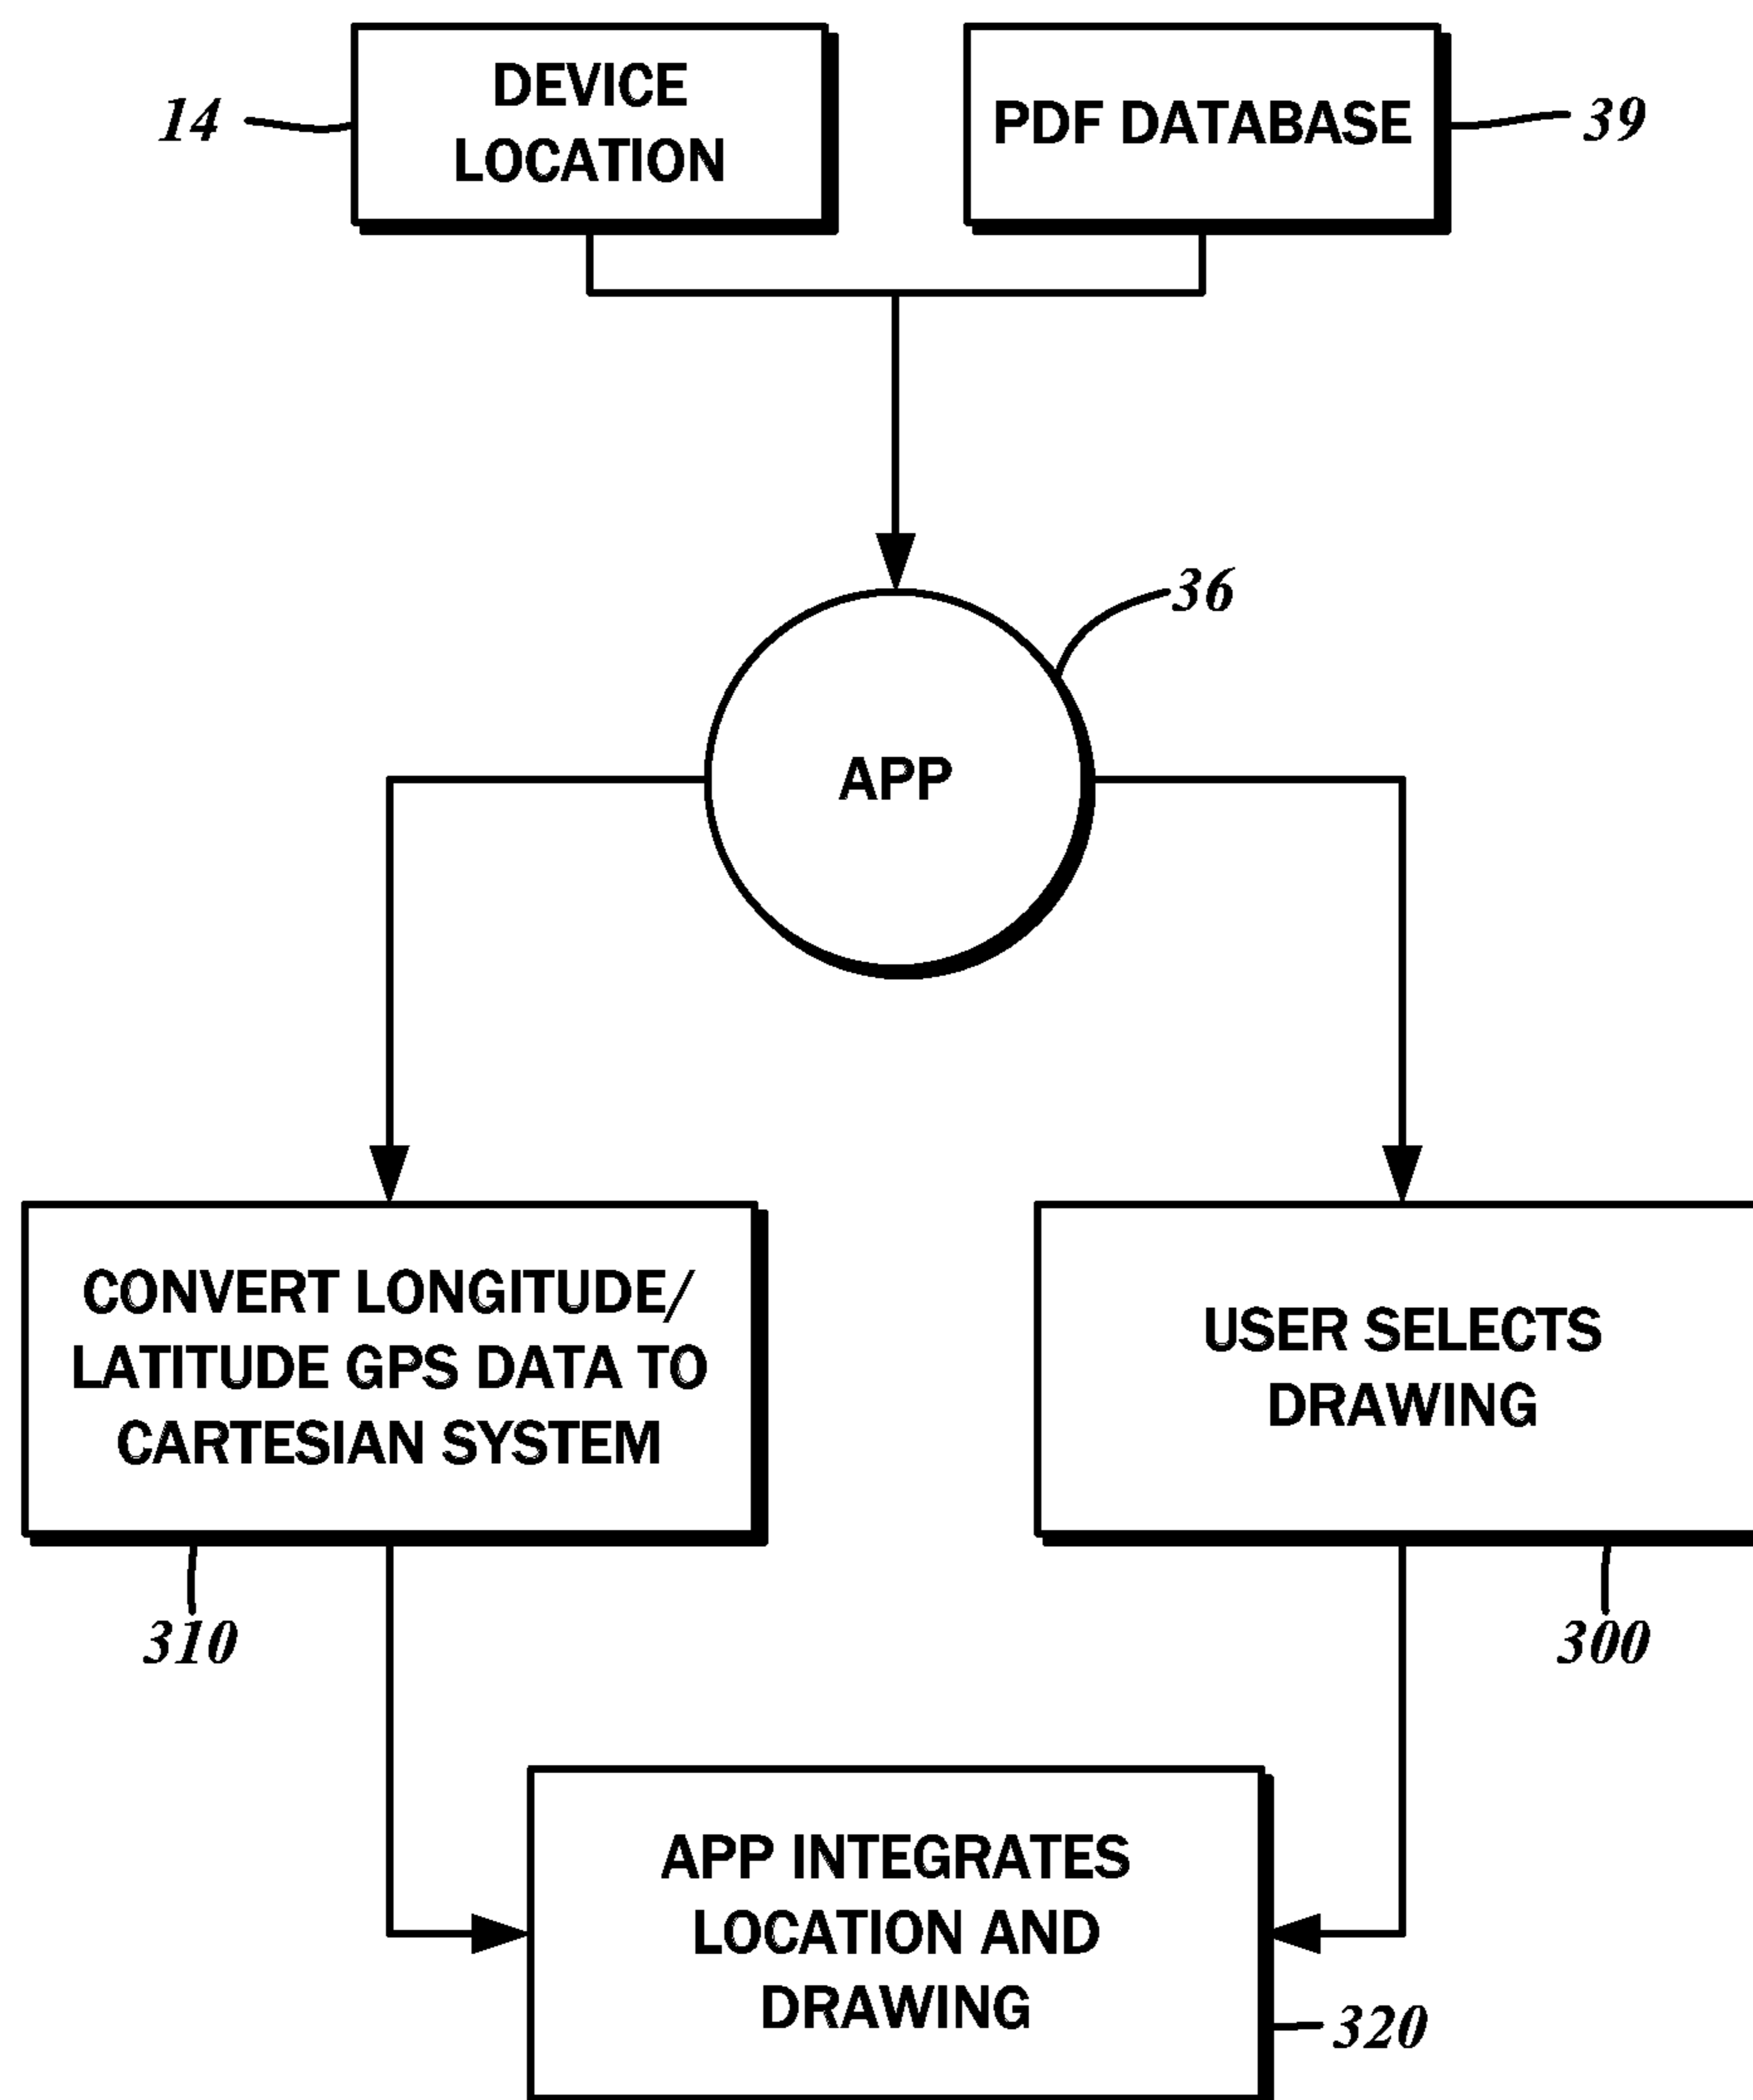 DEVICE
LOCATION
14
PDF DATABASE
39
36
APP
CONVERT LONGITUDE/
LATITUDE GPS DATA TO
CARTESIAN SYSTEM
310
USER SELECTS
DRAWING
300
APP INTEGRATES
LOCATION AND
DRAWING
320